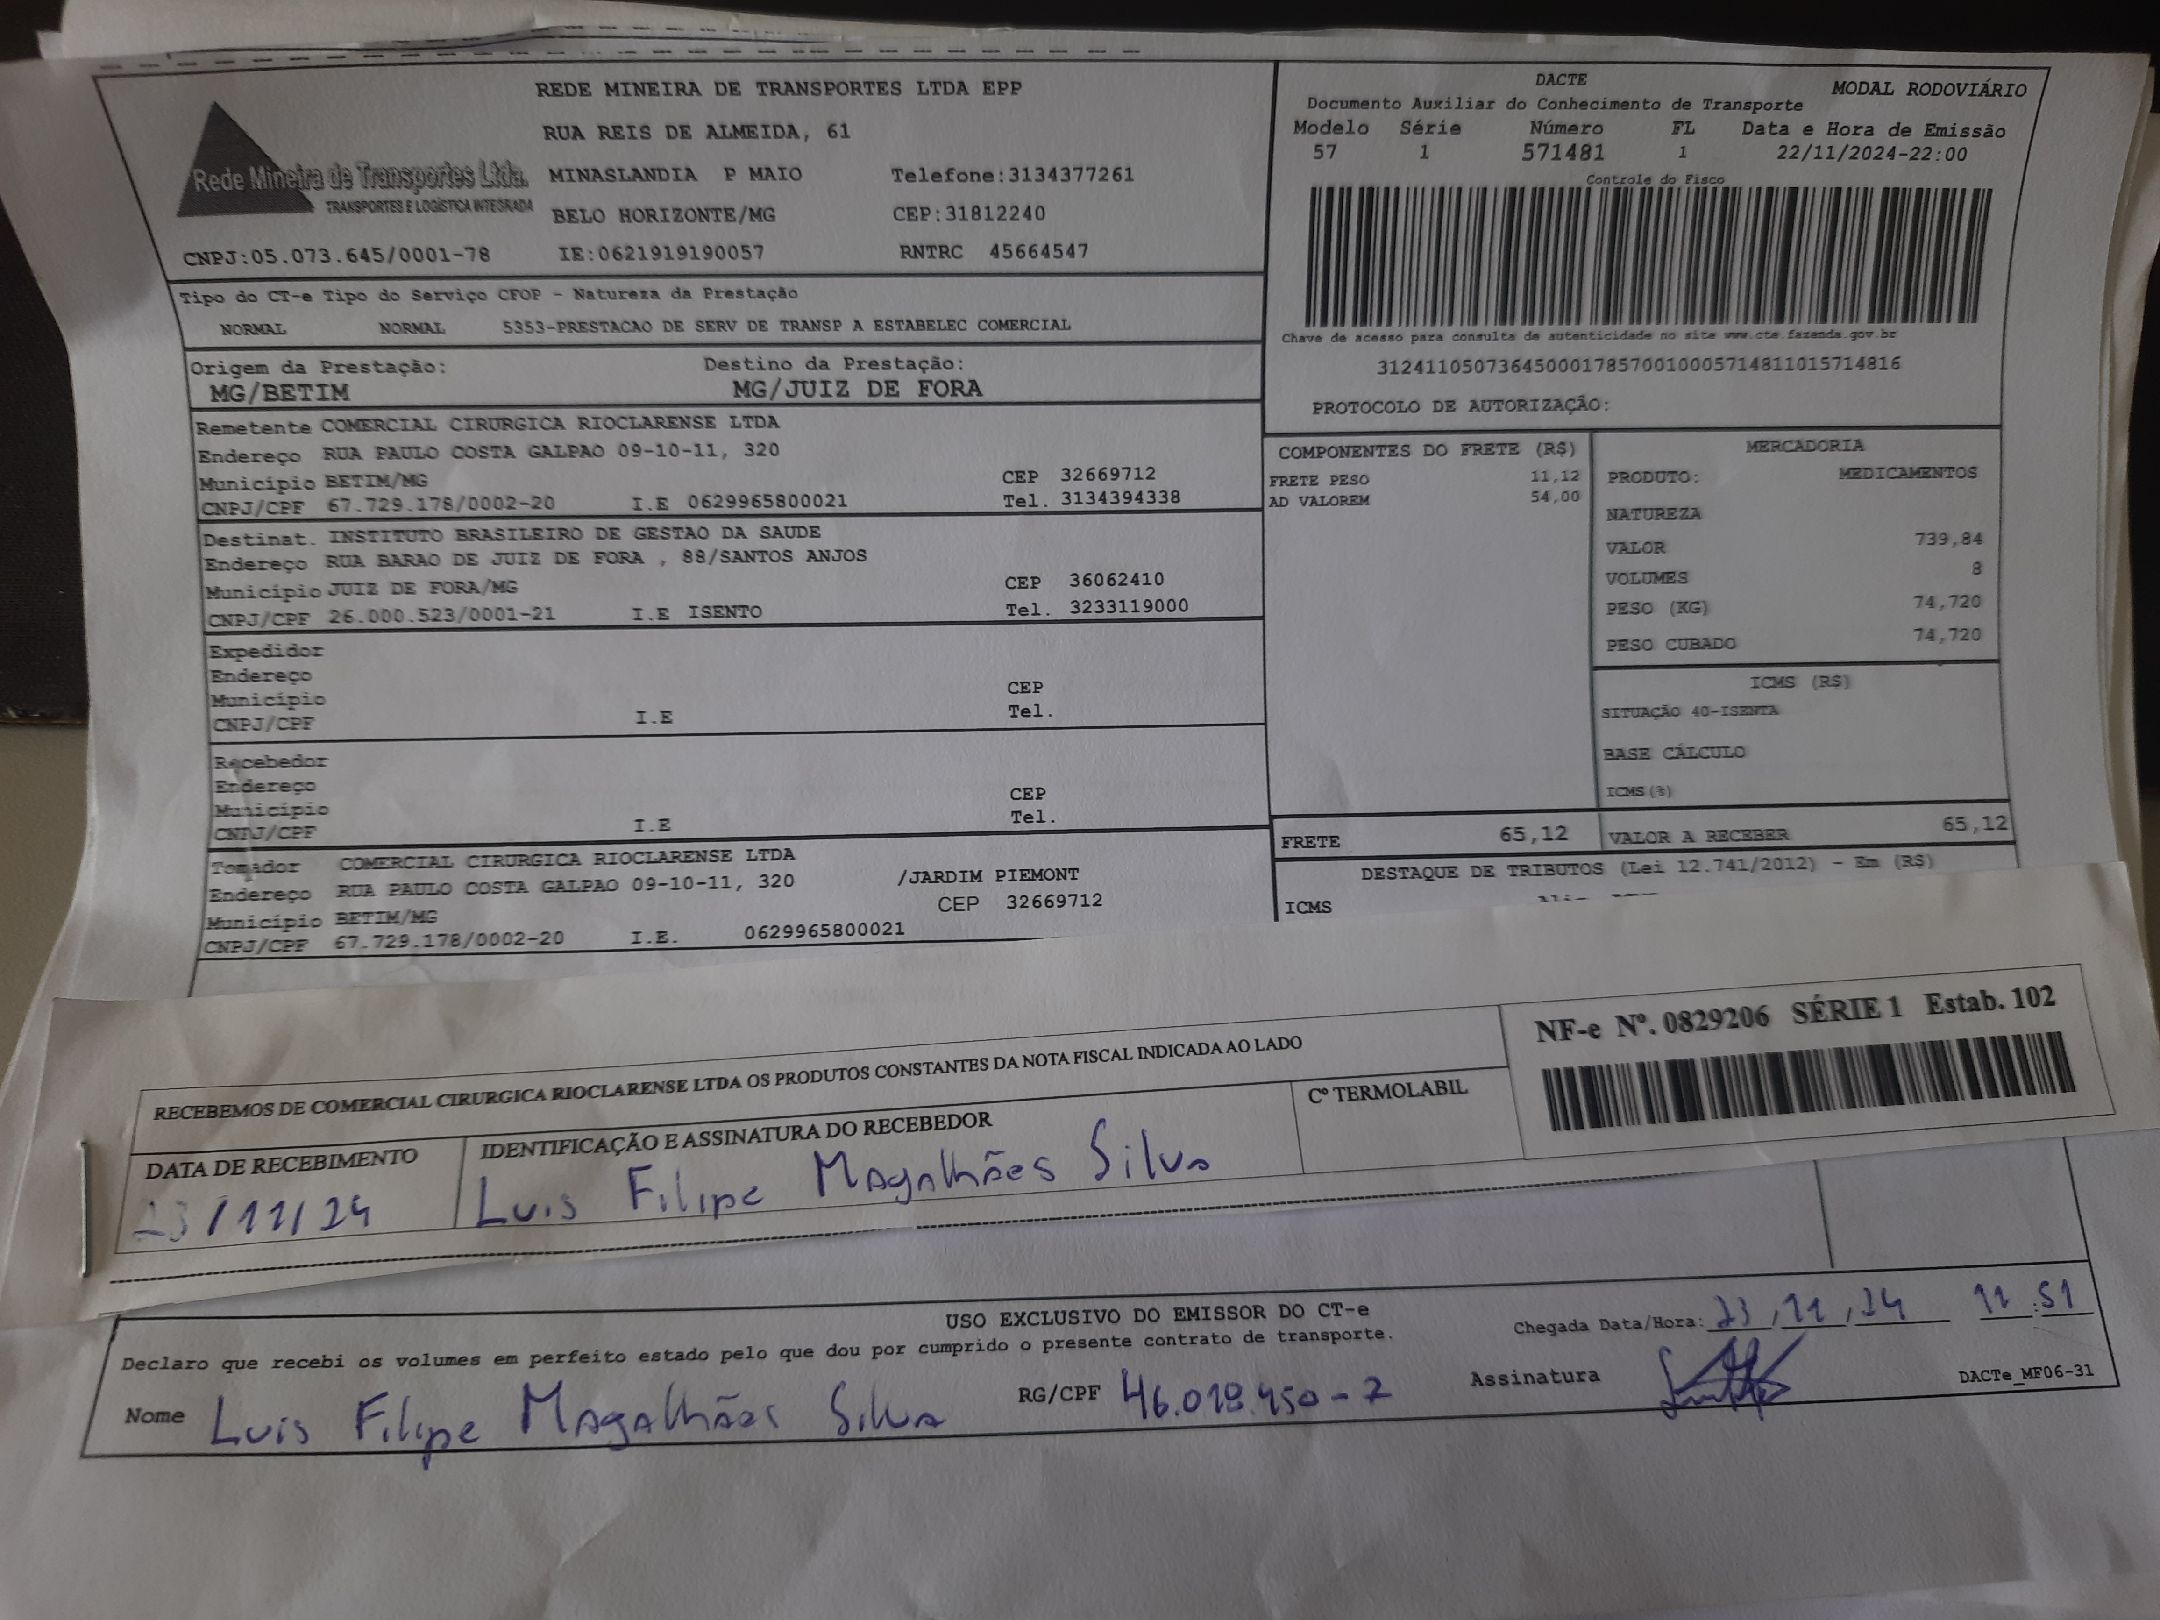 REDE MINEIRA DE TRANSPORTES LTDA EPP
RUA REIS DE ALMEIDA, 61
Rede Mineira de Transportes Ltda.
TRANSPORTES E LOGÍSTICA INTEGRADA
MINASLANDIA P MAIO Telefone:3134377261
BELO HORIZONTE/MG CEP:31812240
CNPJ:05.073.645/0001-78 IE:0621919190057 RNTRC 45664547
DACTE MODAL RODOVIÁRIO
Documento Auxiliar do Conhecimento de Transporte
Modelo Série Número FL Data e Hora de Emissão
57 1 571481 1 22/11/2024-22:00
Controle do Fisco
Chave de acesso para consulta de autenticidade no site www.cte.fazenda.gov.br
31241105073645000178570010005714811015714816
PROTOCOLO DE AUTORIZAÇÃO:
Tipo do CT-e Tipo do Serviço CFOP - Natureza da Prestação
NORMAL NORMAL 5353-PRESTACAO DE SERV DE TRANSP A ESTABELEC COMERCIAL
Origem da Prestação: Destino da Prestação:
MG/BETIM MG/JUIZ DE FORA
Remetente COMERCIAL CIRURGICA RIOCLARENSE LTDA
Endereço RUA PAULO COSTA GALPAO 09-10-11, 320
Município BETIM/MG CEP 32669712
CNPJ/CPF 67.729.178/0002-20 I.E 0629965800021 Tel. 3134394338
Destinat. INSTITUTO BRASILEIRO DE GESTAO DA SAUDE
Endereço RUA BARAO DE JUIZ DE FORA , 88/SANTOS ANJOS
Município JUIZ DE FORA/MG CEP 36062410
CNPJ/CPF 26.000.523/0001-21 I.E ISENTO Tel. 3233119000
Expedidor
Endereço
Município CEP
CNPJ/CPF I.E Tel.
Recebedor
Endereço
Município CEP
CNPJ/CPF I.E Tel.
Tomador COMERCIAL CIRURGICA RIOCLARENSE LTDA
Endereço RUA PAULO COSTA GALPAO 09-10-11, 320 /JARDIM PIEMONT
Município BETIM/MG CEP 32669712
CNPJ/CPF 67.729.178/0002-20 I.E. 0629965800021
COMPONENTES DO FRETE (R$)
FRETE PESO 11,12
AD VALOREM 54,00
MERCADORIA
PRODUTO: MEDICAMENTOS
NATUREZA
VALOR 739,84
VOLUMES 8
PESO (KG) 74,720
PESO CUBADO 74,720
ICMS (R$)
SITUAÇÃO 40-ISENTA
BASE CÁLCULO
ICMS(%)
FRETE 65,12 VALOR A RECEBER 65,12
DESTAQUE DE TRIBUTOS (Lei 12.741/2012) - Em (R$)
ICMS
NF-e Nº. 0829206 SÉRIE 1 Estab. 102
RECEBEMOS DE COMERCIAL CIRURGICA RIOCLARENSE LTDA OS PRODUTOS CONSTANTES DA NOTA FISCAL INDICADA AO LADO
DATA DE RECEBIMENTO IDENTIFICAÇÃO E ASSINATURA DO RECEBEDOR Cº TERMOLABIL
23/11/24 Luis Filipe Magalhães Silva
USO EXCLUSIVO DO EMISSOR DO CT-e
Declaro que recebi os volumes em perfeito estado pelo que dou por cumprido o presente contrato de transporte. Chegada Data/Hora: 23,11,24 11:51
Nome Luis Filipe Magalhães Silva RG/CPF 46.018.450-7 Assinatura DACTe_MF06-31